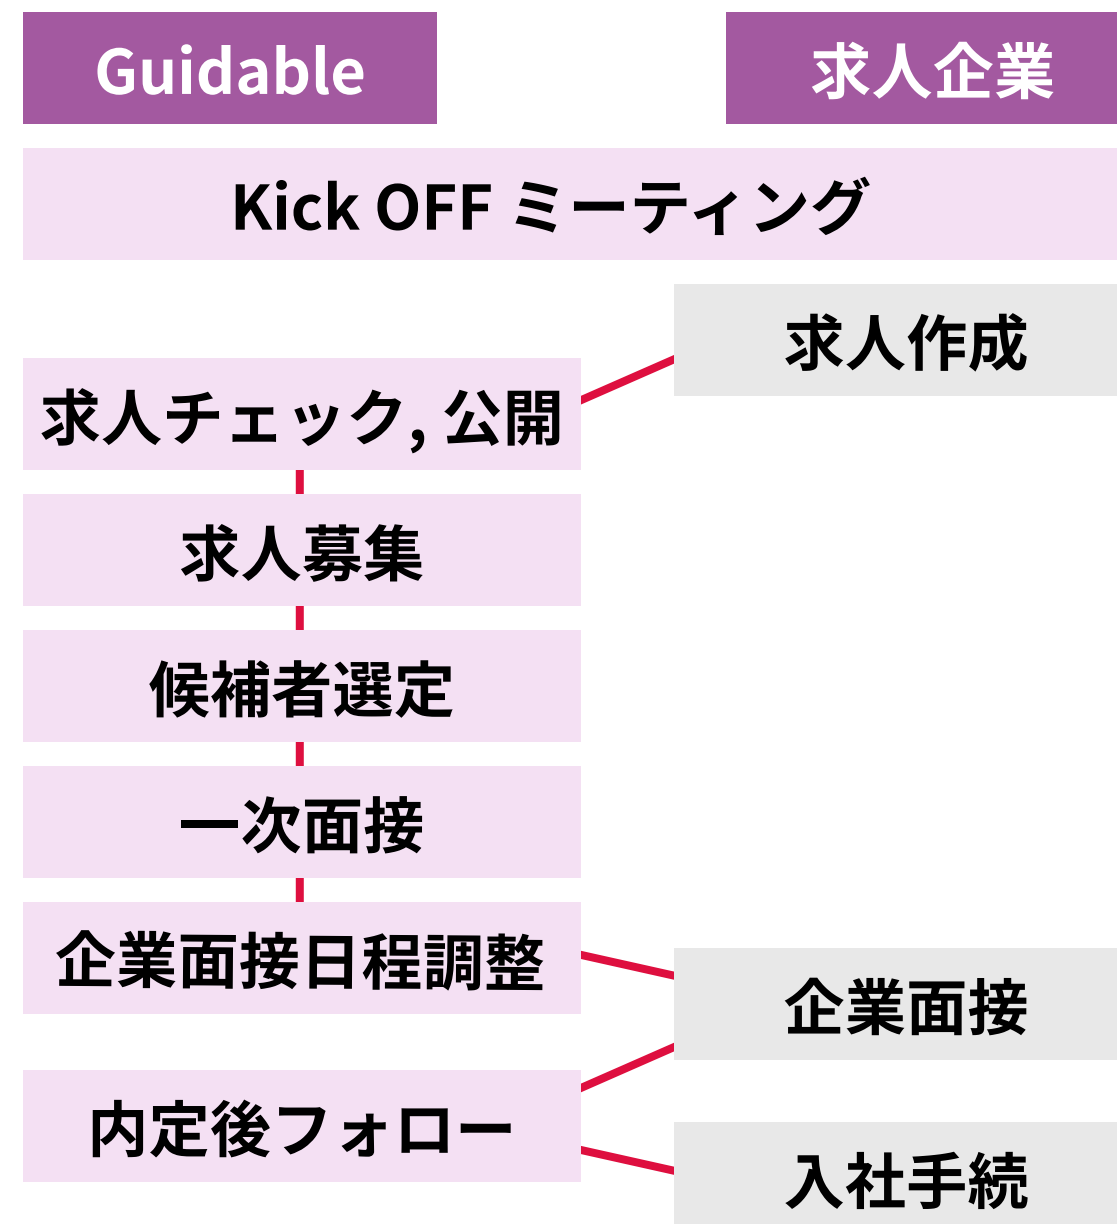 Guidable
求人企業
Kick OFF ミーティング
求人作成
求人チェック, 公開
求人募集
候補者選定
一次面接
企業面接日程調整
企業面接
内定後フォロー
入社手続